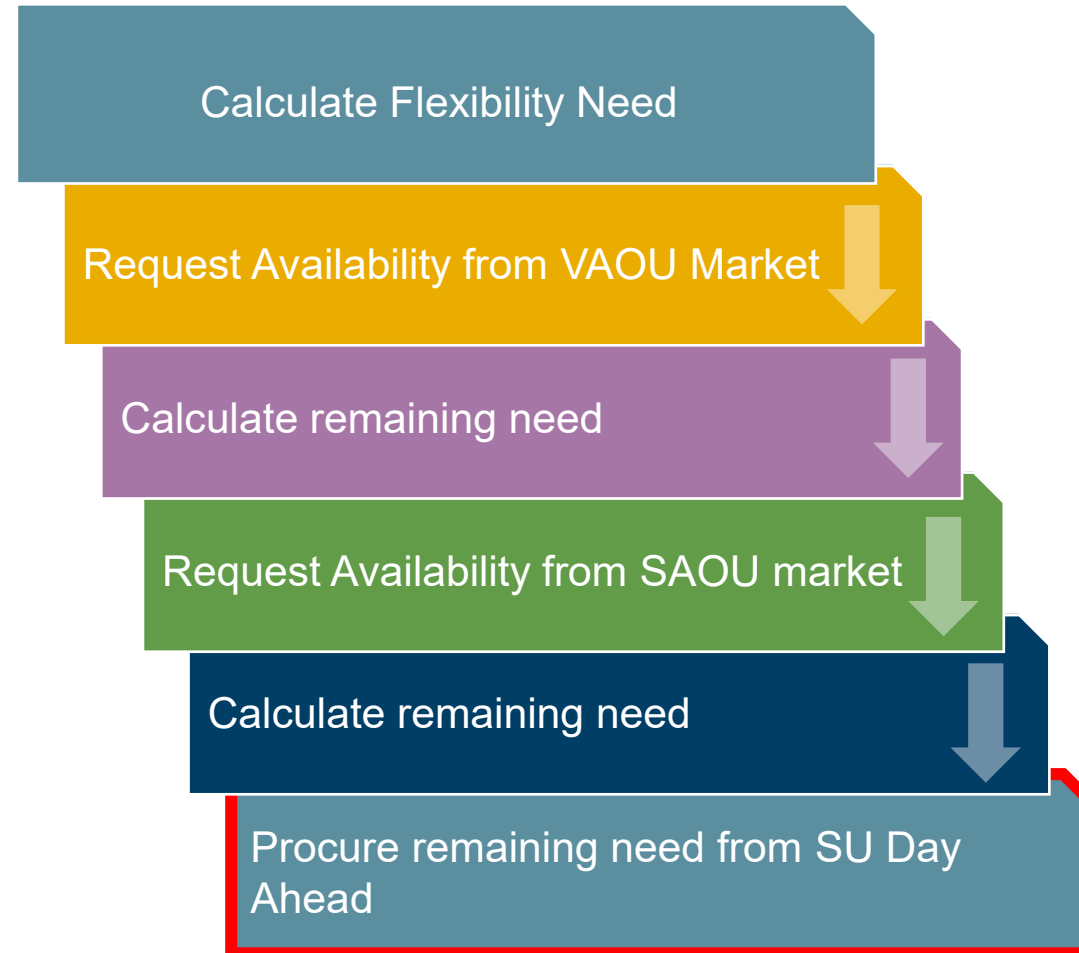 Calculate Flexibility Need
Request Availability from VAOU Market
Calculate remaining need
Request Availability from SAOU market
Calculate remaining need
Procure remaining need from SU Day
Ahead